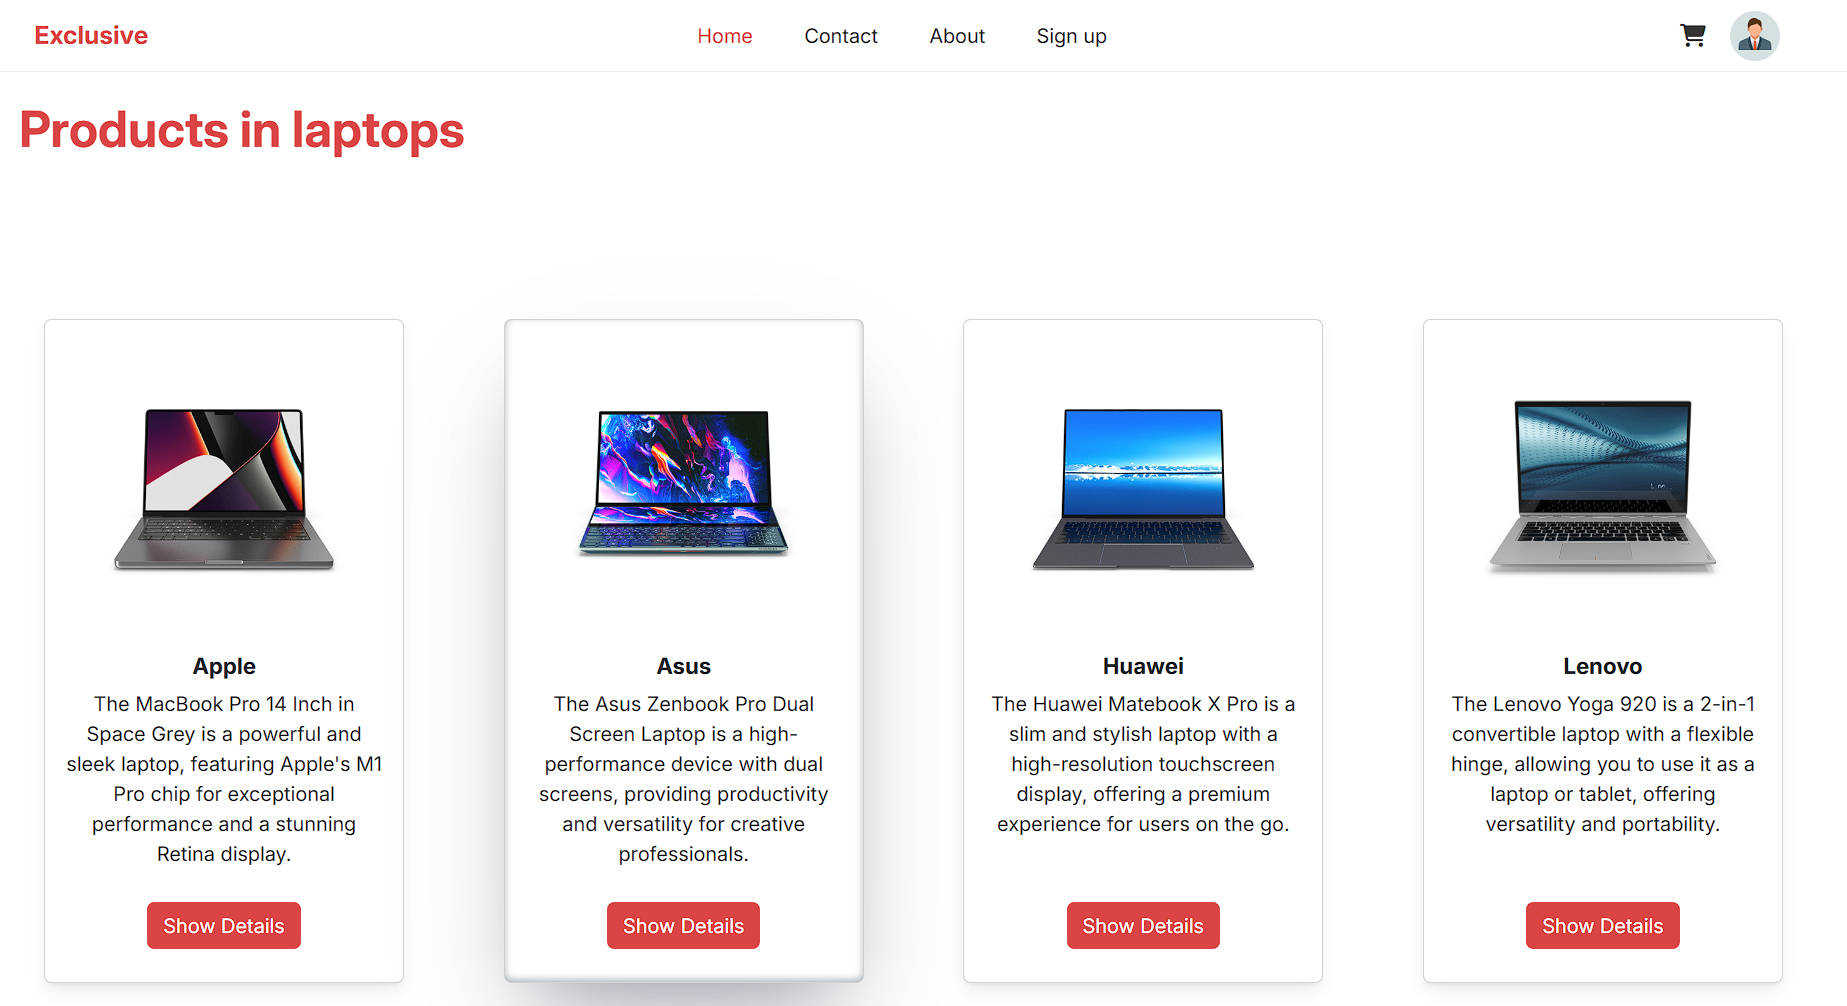 Exclusive
Home
Contact
About
Sign up
Products in laptops
Apple
The MacBook Pro 14 Inch in
Space Grey is a powerful and
sleek laptop, featuring Apple's M1
Pro chip for exceptional
performance and a stunning
Retina display.
Show Details
Asus
The Asus Zenbook Pro Dual
Screen Laptop is a high-
performance device with dual
screens, providing productivity
and versatility for creative
professionals.
Show Details
Huawei
The Huawei Matebook X Pro is a
slim and stylish laptop with a
high-resolution touchscreen
display, offering a premium
experience for users on the go.
Show Details
Lenovo
The Lenovo Yoga 920 is a 2-in-1
convertible laptop with a flexible
hinge, allowing you to use it as a
laptop or tablet, offering
versatility and portability.
Show Details